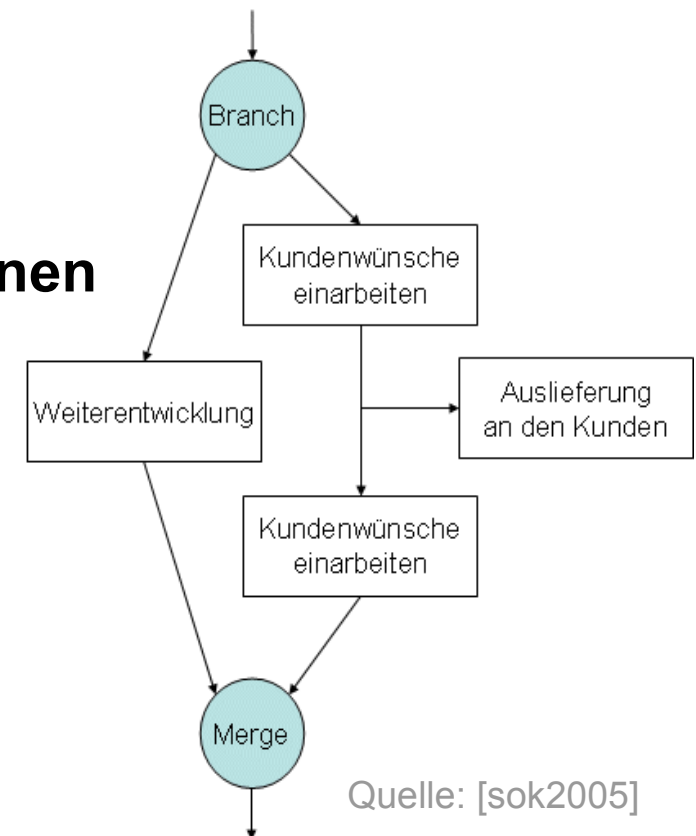 Branch
nen
Kundenwünsche
einarbeiten
Weiterentwicklung
Auslieferung
an den Kunden
Kundenwünsche
einarbeiten
Merge
Quelle: [sok2005]